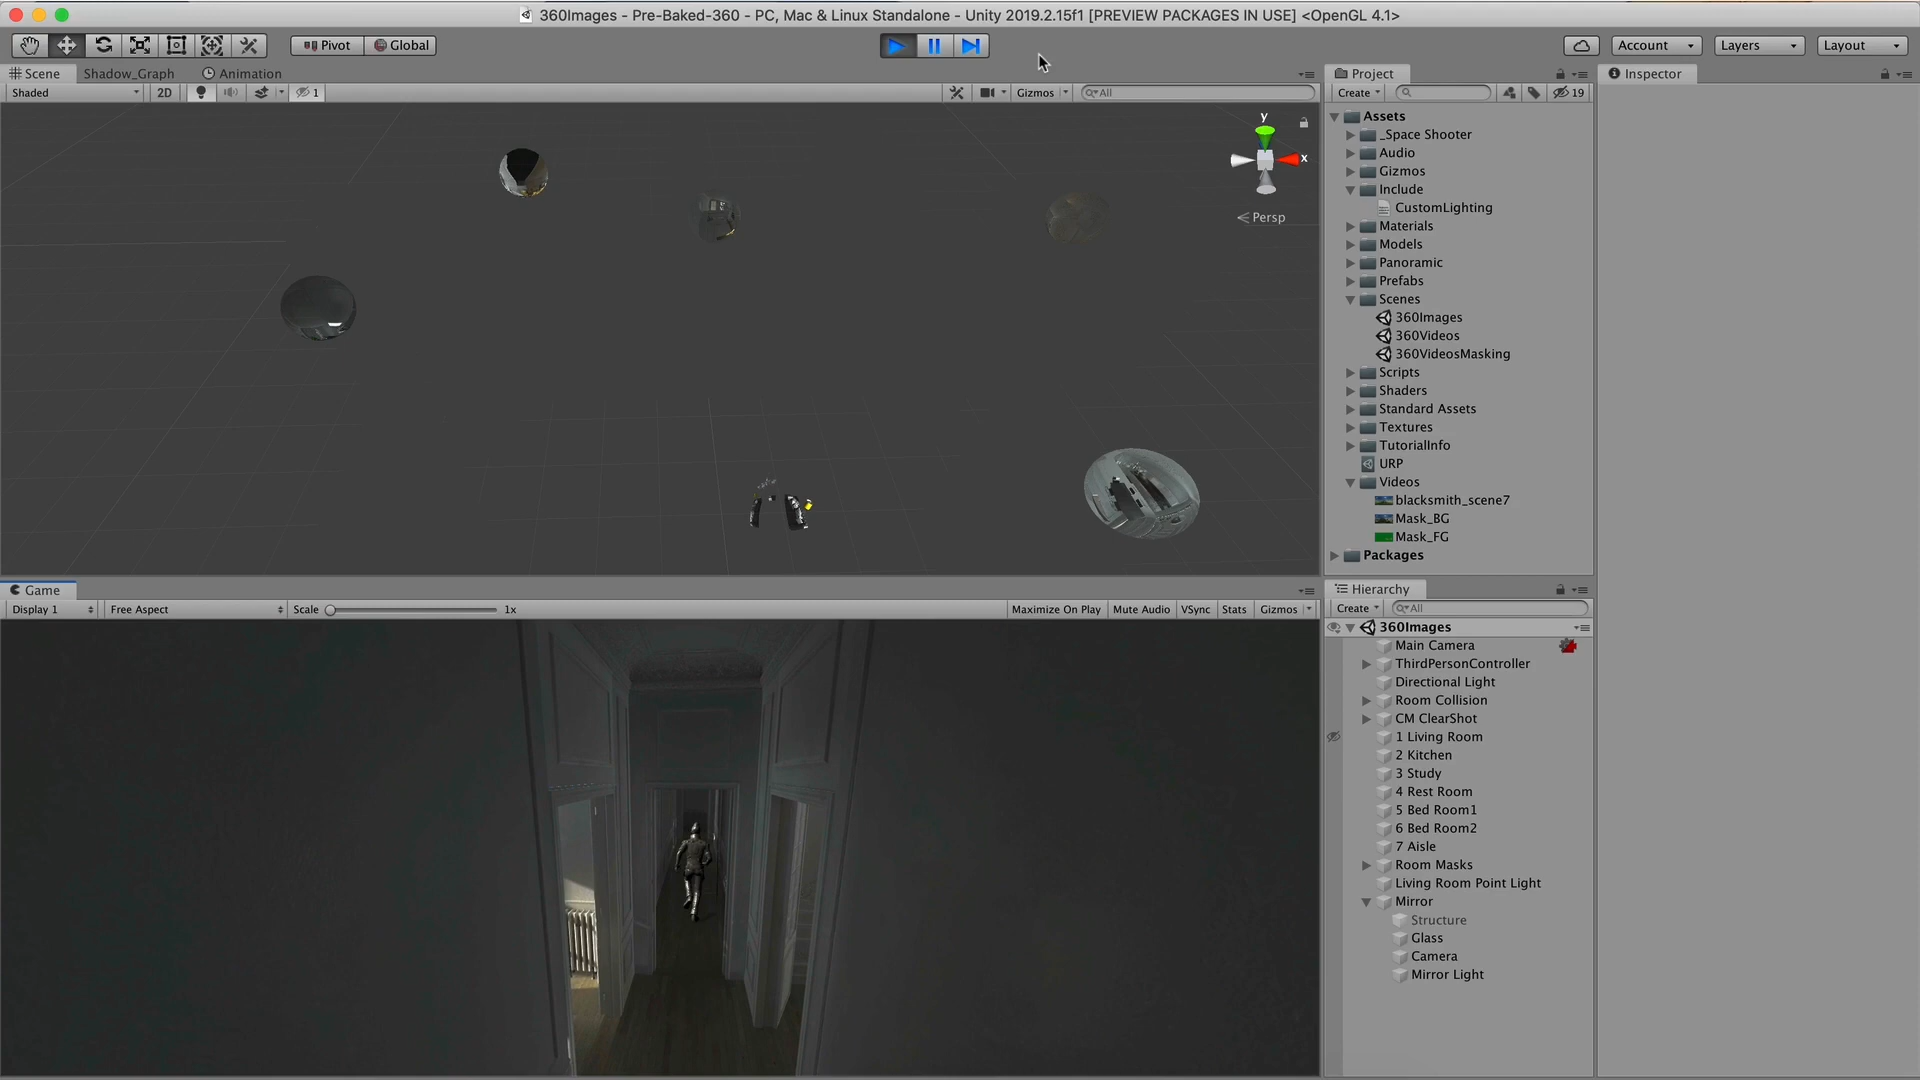 360Images - Pre-Baked-360 - PC, Mac & Linux Standalone - Unity 2019.2.15f1 [PREVIEW PACKAGES IN USE] <OpenGL 4.1>
Pivot Global Account Layers Layout
Scene Shadow_Graph Animation
Shaded 2D 1 Gizmos All
y
x
Persp
Project
Create 19
Assets
_Space Shooter
Audio
Gizmos
Include
CustomLighting
Materials
Models
Panoramic
Prefabs
Scenes
360Images
360Videos
360VideosMasking
Scripts
Shaders
Standard Assets
Textures
TutorialInfo
URP
Videos
blacksmith_scene7
Mask_BG
Mask_FG
Packages
Inspector
Game
Display 1 Free Aspect Scale 1x Maximize On Play Mute Audio VSync Stats Gizmos
Hierarchy
Create All
360Images
Main Camera
ThirdPersonController
Directional Light
Room Collision
CM ClearShot
1 Living Room
2 Kitchen
3 Study
4 Rest Room
5 Bed Room1
6 Bed Room2
7 Aisle
Room Masks
Living Room Point Light
Mirror
Structure
Glass
Camera
Mirror Light